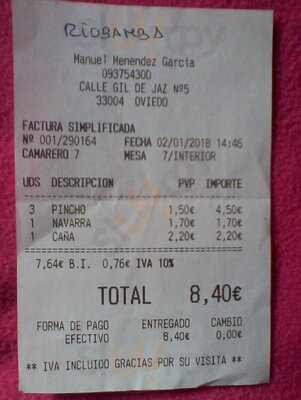 RIOBAMBA
Manuel Menendez Garcia
09375430D
CALLE GIL DE JAZ Nº5
33004 OVIEDO
FACTURA SIMPLIFICADA
Nº 001/290164 FECHA 02/01/2018 14:46
CAMARERO 7 MESA 7/INTERIOR
UDS DESCRIPCION PVP IMPORTE
3 PINCHO 1,50€ 4,50€
1 NAVARRA 1,70€ 1,70€
1 CAÑA 2,20€ 2,20€
7,64€ B.I. 0,76€ IVA 10%
TOTAL 8,40€
FORMA DE PAGO ENTREGADO CAMBIO
EFECTIVO 8,40€ 0,00€
** IVA INCLUIDO GRACIAS POR SU VISITA **